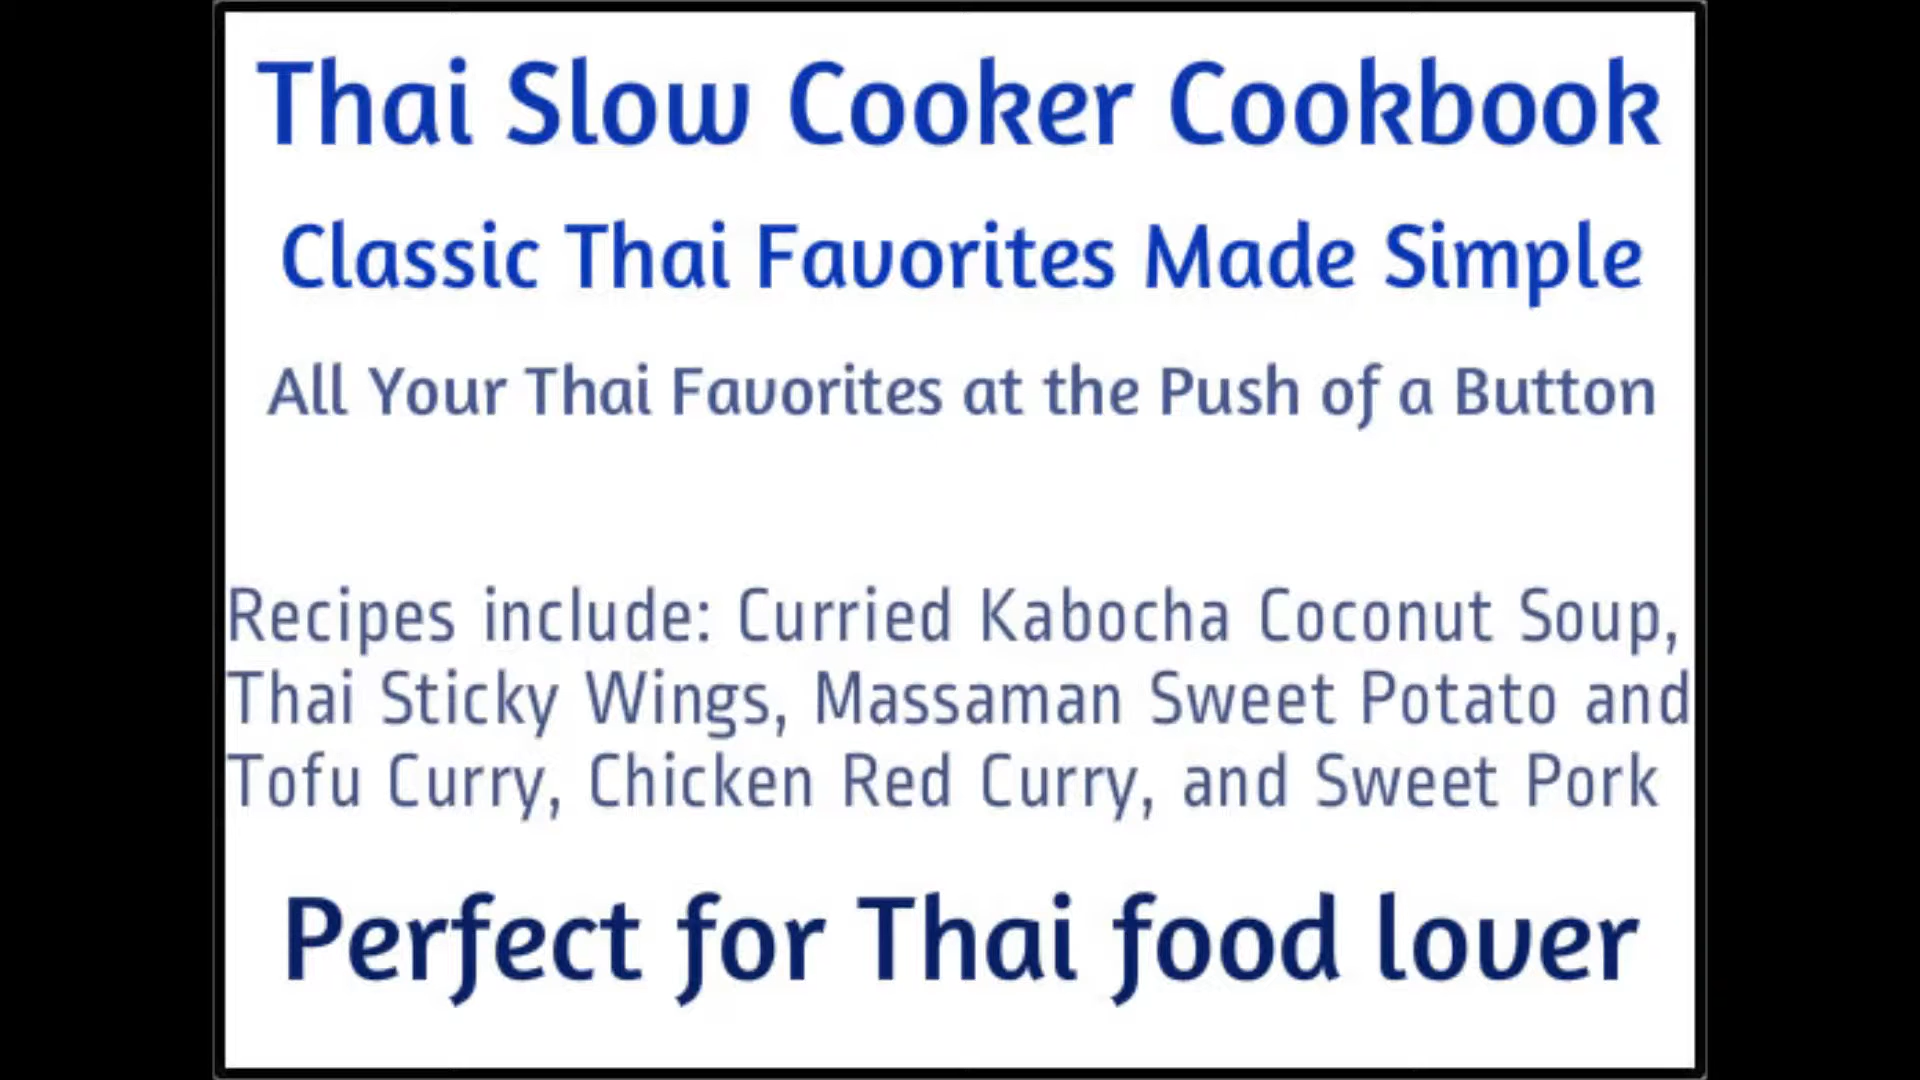 Thai Slow Cooker Cookbook
Classic Thai Favorites Made Simple
All Your Thai Favorites at the Push of a Button
Recipes include: Curried Kabocha Coconut Soup,
Thai Sticky Wings, Massaman Sweet Potato and
Tofu Curry, Chicken Red Curry, and Sweet Pork
Perfect for Thai food lover